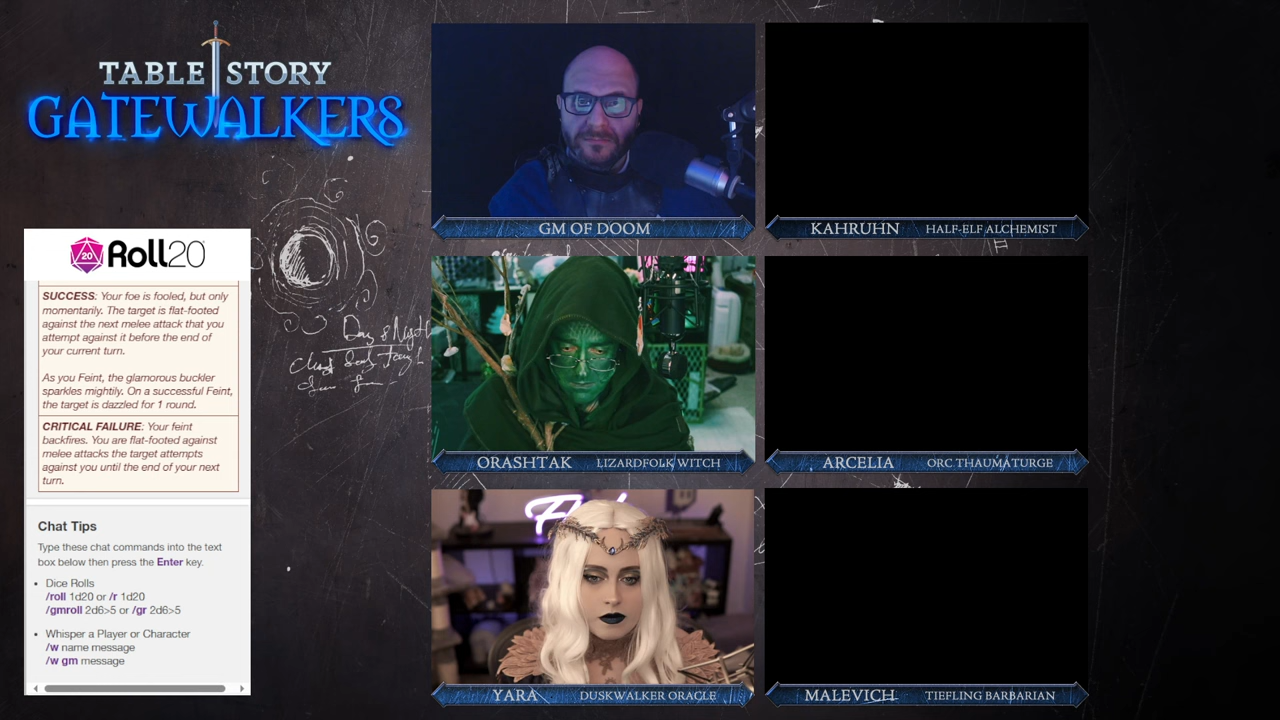 TABLE STORY
GATEWALKERS
Roll20
SUCCESS: Your foe is fooled, but only
momentarily. The target is flat-footed
against the next melee attack that you
attempt against it before the end of
your current turn.
As you Feint, the glamorous buckler
sparkles mightily. On a successful Feint,
the target is dazzled for 1 round.
CRITICAL FAILURE: Your feint
backfires. You are flat-footed against
melee attacks the target attempts
against you until the end of your next
turn.
Chat Tips
Type these chat commands into the text
box below then press the Enter key.
• Dice Rolls
/roll 1d20 or /r 1d20
/gmroll 2d6>5 or /gr 2d6>5
• Whisper a Player or Character
/w name message
/w gm message
GM OF DOOM
KAHRUHN HALF-ELF ALCHEMIST
ORASHTAK LIZARDFOLK WITCH
ARCELIA ORC THAUMATURGE
YARA DUSKWALKER ORACLE
MALEVICH TIEFLING BARBARIAN